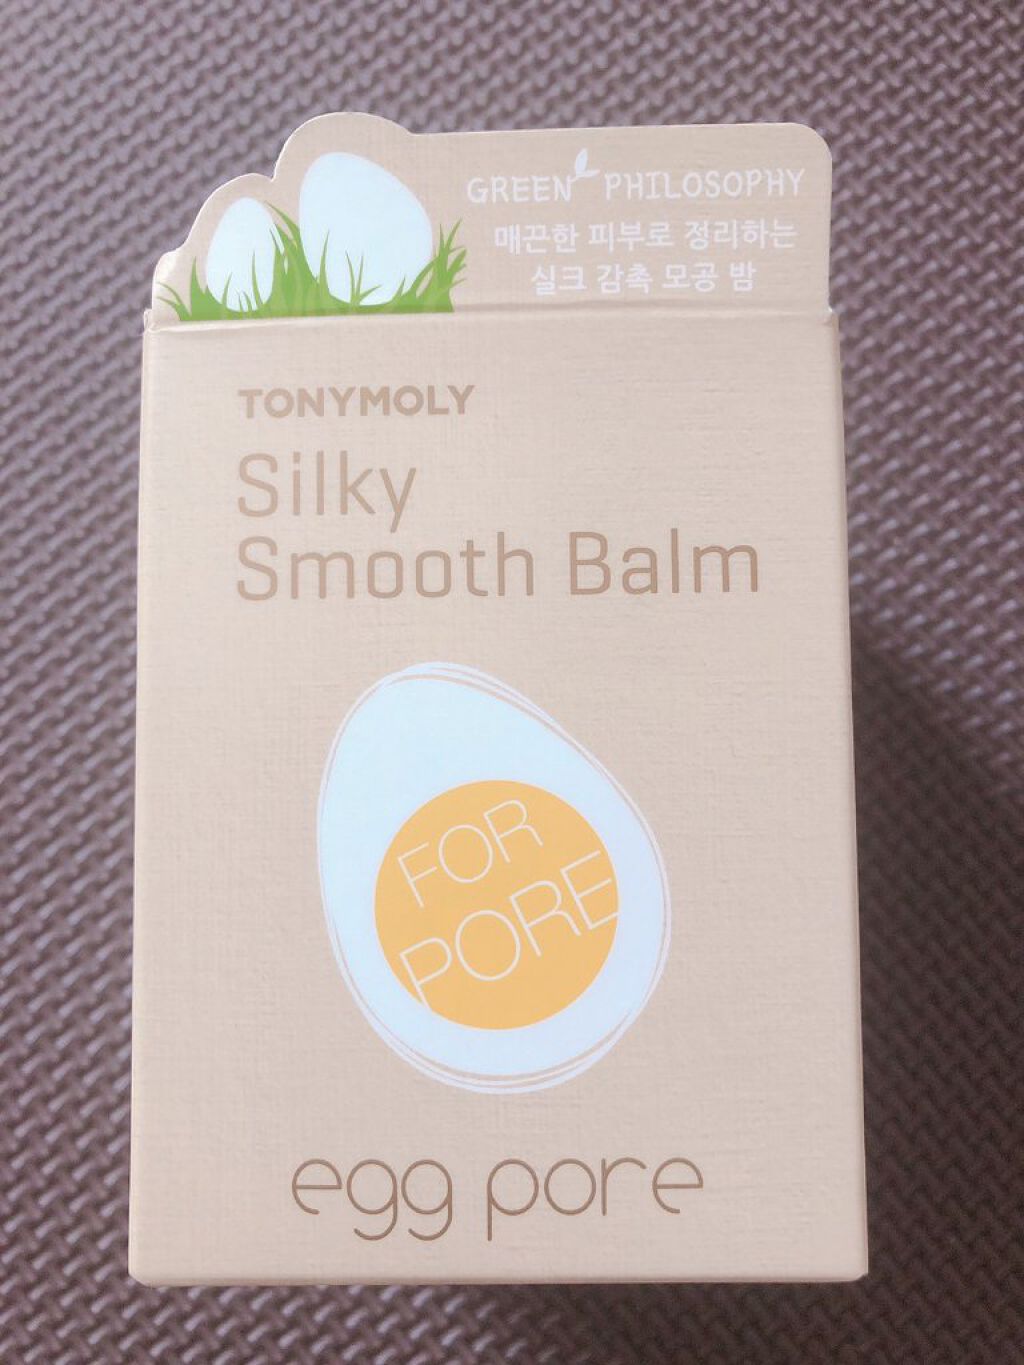 GREEN PHILOSOPHY
매끈한 피부로 정리하는
실크 감촉 모공 밤
TONYMOLY
Silky
Smooth Balm
FOR
PORE
egg pore